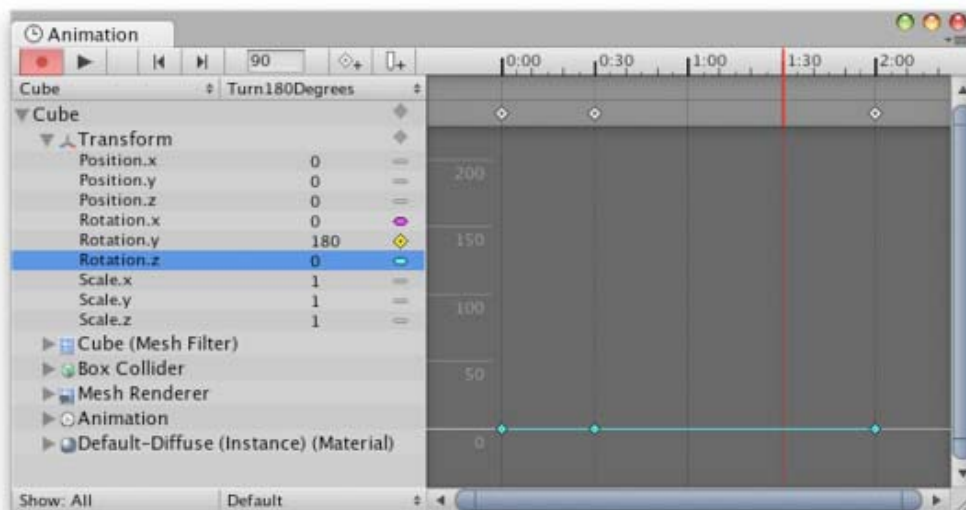 Animation
90
0:00 0:30 1:00 1:30 2:00
Cube Turn180Degrees
Cube
Transform
Position.x 0
Position.y 0
Position.z 0
Rotation.x 0
Rotation.y 180
Rotation.z 0
Scale.x 1
Scale.y 1
Scale.z 1
Cube (Mesh Filter)
Box Collider
Mesh Renderer
Animation
Default-Diffuse (Instance) (Material)
200
150
100
50
0
Show: All Default